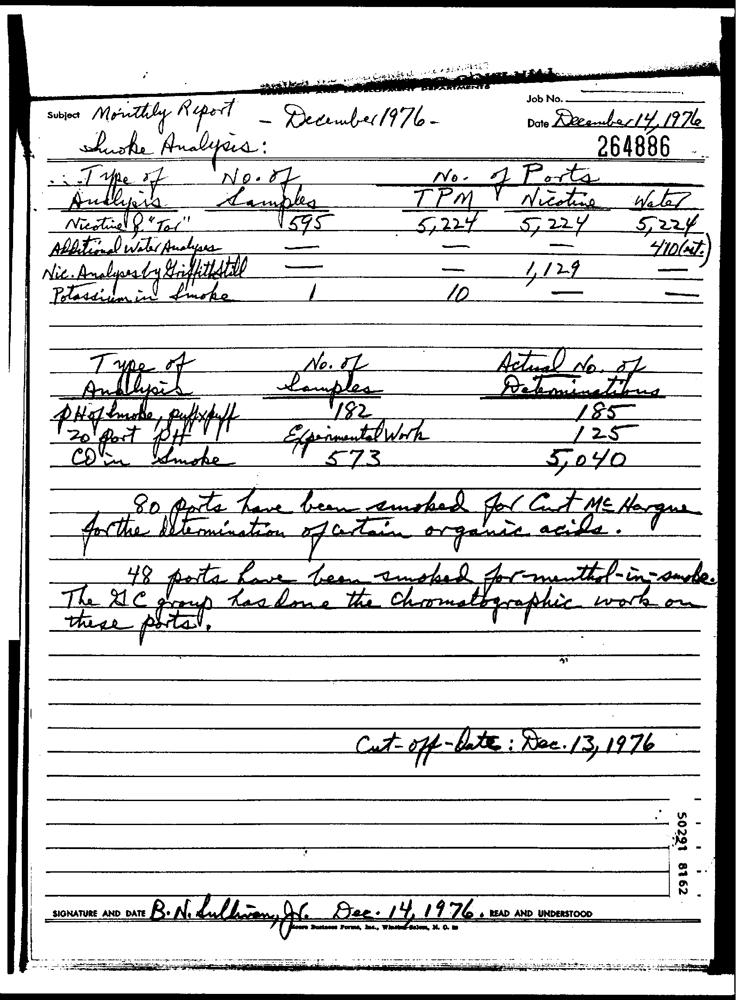 DEPARTMENTS
Job No.
Subject Monthly Report - December 1976 -
Date December 14, 1976
Smoke Analysis:
264886
Type of No. of No. of Ports
Analysis Samples TPM Nicotine Water
Nicotine & "Tar" 595 5,224 5,224 5,224
Additional Water Analyses — — — 410 (est.)
Nic. Analyses by Griffith Still — — 1,129 —
Potassium in Smoke 1 10 — —
Type of No. of Actual No. of
Analysis Samples Determinations
pH of Smoke, puff x puff 182 185
20 port pH Experimental Work 125
CO in Smoke 573 5,040
80 ports have been smoked for Curt McHargue
for the determination of certain organic acids.
48 ports have been smoked for menthol-in-smoke.
The GC group has done the chromatographic work on
these ports.
Cut-off-Date: Dec. 13, 1976
50291 8162
SIGNATURE AND DATE B. N. Sullivan, Jr. Dec. 14, 1976. READ AND UNDERSTOOD
Business Forms, Inc., Winston-Salem, N. C.